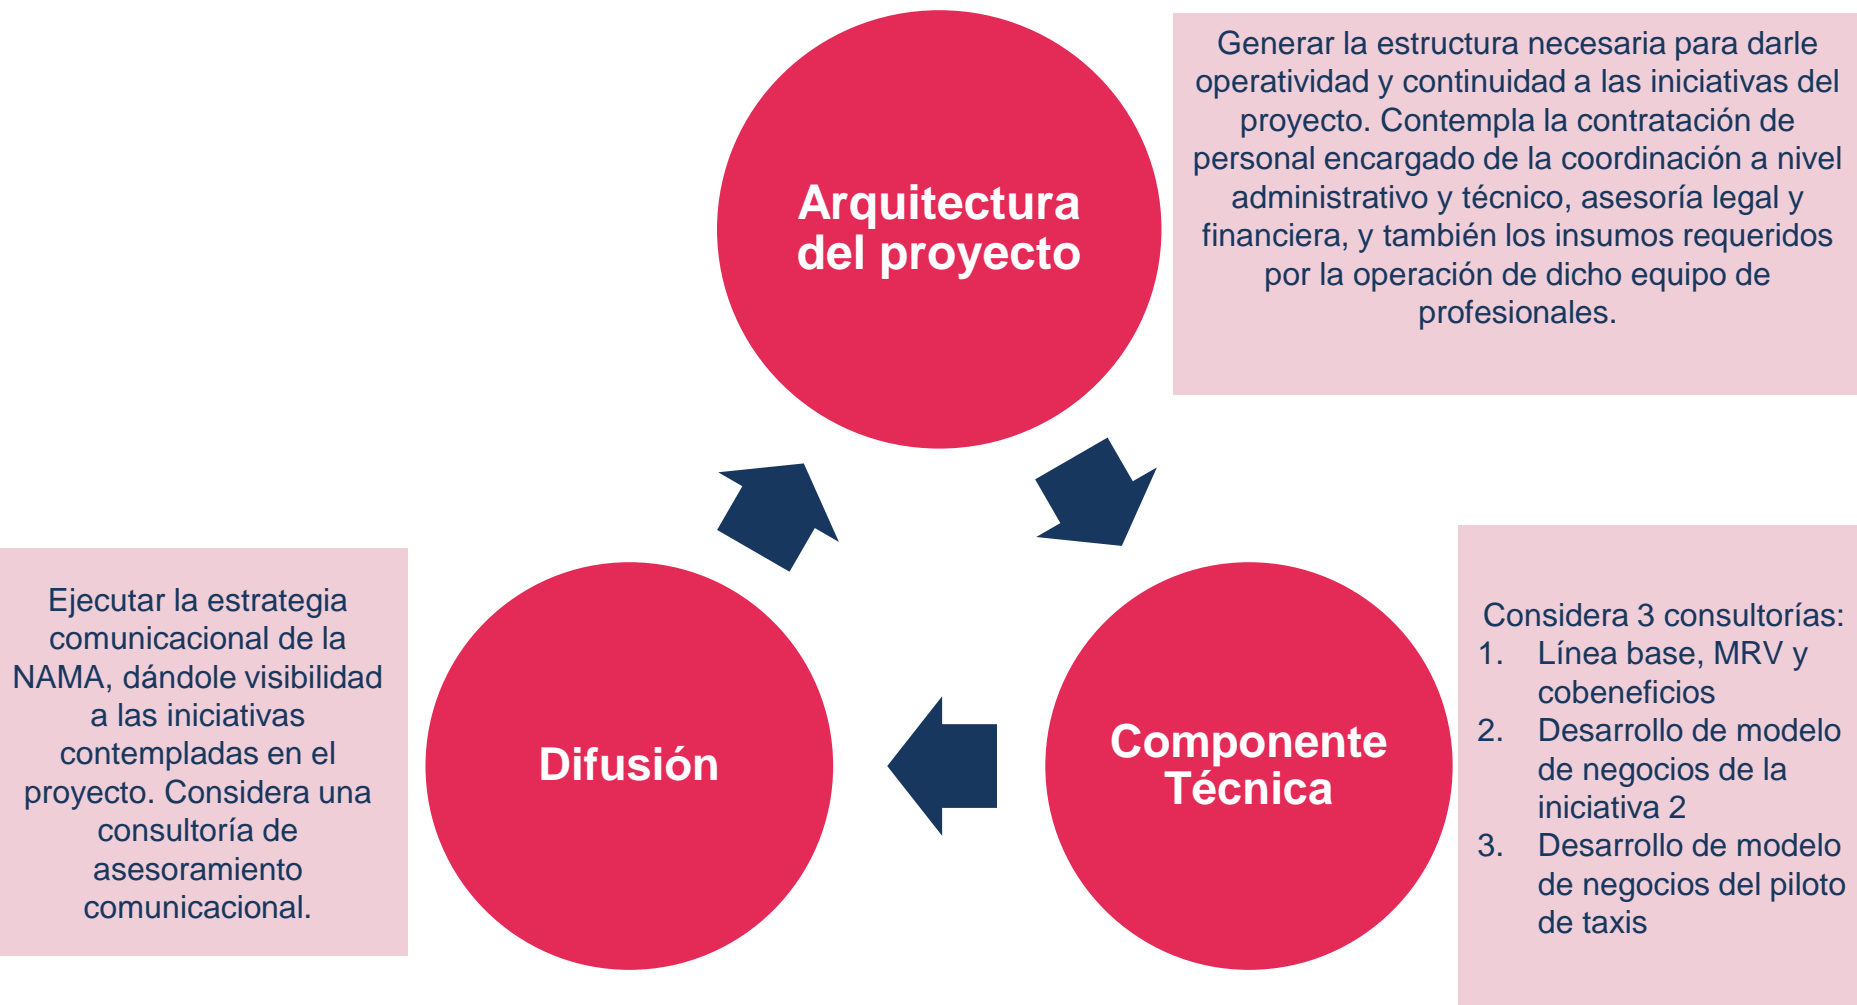 Arquitectura
del proyecto
Generar la estructura necesaria para darle
operatividad y continuidad a las iniciativas del
proyecto. Contempla la contratación de
personal encargado de la coordinación a nivel
administrativo y técnico, asesoría legal y
financiera, y también los insumos requeridos
por la operación de dicho equipo de
profesionales.
Componente
Técnica
Considera 3 consultorías:
1. Línea base, MRV y
cobeneficios
2. Desarrollo de modelo
de negocios de la
iniciativa 2
3. Desarrollo de modelo
de negocios del piloto
de taxis
Difusión
Ejecutar la estrategia
comunicacional de la
NAMA, dándole visibilidad
a las iniciativas
contempladas en el
proyecto. Considera una
consultoría de
asesoramiento
comunicacional.